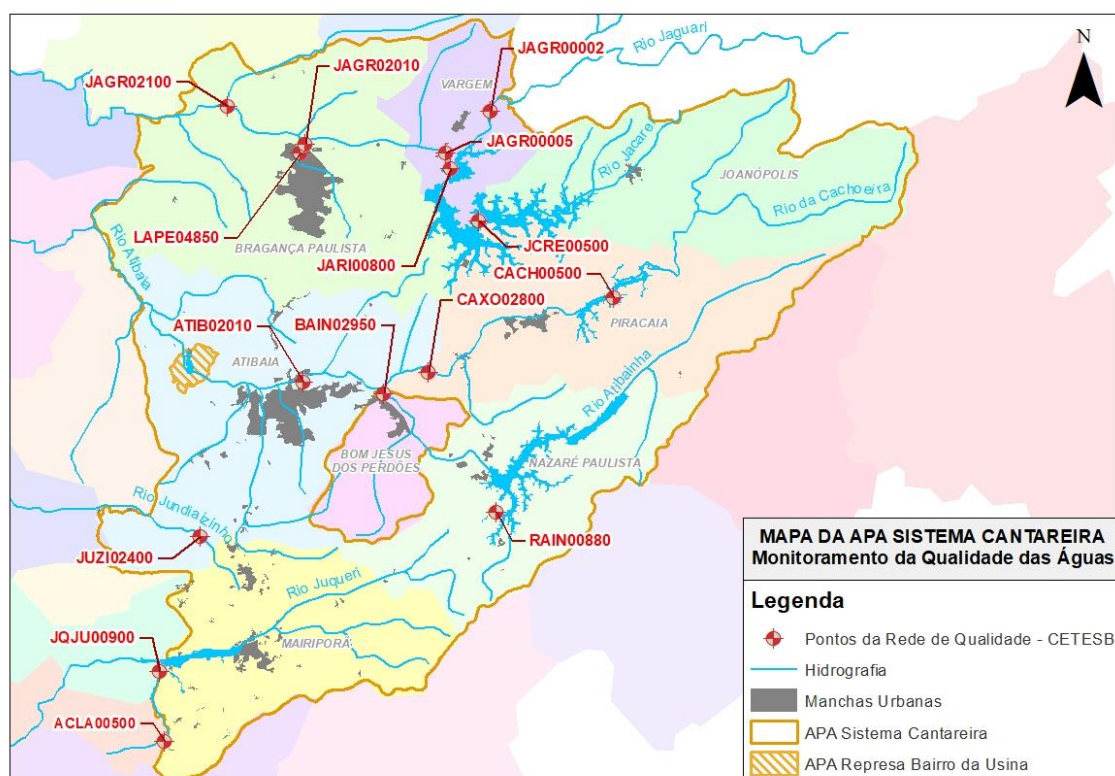 Rio Jaguari
N
JAGR00002
JAGR02010
JAGR02100
VARGEM
JAGR00005
Rio Jacaré
JOANÓPOLIS
Rio da Cachoeira
LAPE04850
BRAGANÇA PAULISTA
Rio Atibaia
JARI00800
JCRE00500
CACH00500
CAXO02800
BAIN02950
ATIB02010
PIRACAIA
ATIBAIA
Rio Atibainha
BOM JESUS
DOS PERDÕES
NAZARÉ PAULISTA
Rio Jundiaizinho
RAIN00880
JUZI02400
Rio Juqueri
MAIRIPORÃ
JQJU00900
ACLA00500
MAPA DA APA SISTEMA CANTAREIRA
Monitoramento da Qualidade das Águas
Legenda
Pontos da Rede de Qualidade - CETESB
Hidrografia
Manchas Urbanas
APA Sistema Cantareira
APA Represa Bairro da Usina